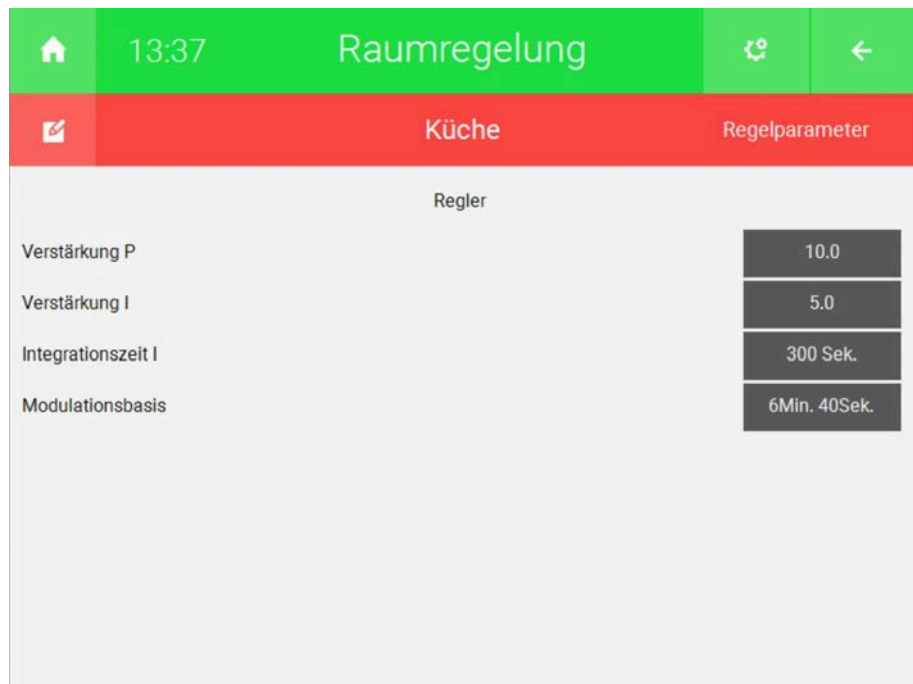 13:37 Raumregelung
Küche Regelparameter
Regler
Verstärkung P 10.0
Verstärkung I 5.0
Integrationszeit I 300 Sek.
Modulationsbasis 6Min. 40Sek.